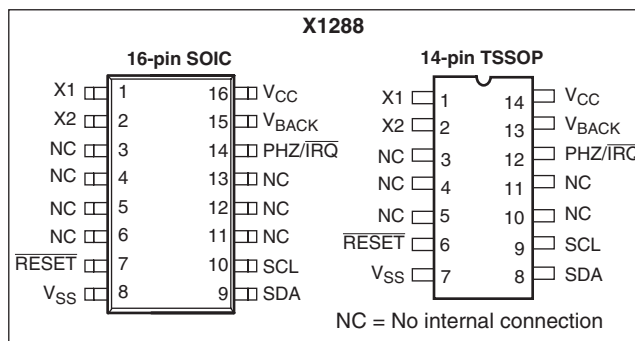 X1288
16-pin SOIC
14-pin TSSOP
X1 1 16 VCC
X2 2 15 VBACK
NC 3 14 PHZ/IRQ
NC 4 13 NC
NC 5 12 NC
NC 6 11 NC
RESET 7 10 SCL
VSS 8 9 SDA
X1 1 14 VCC
X2 2 13 VBACK
NC 3 12 PHZ/IRQ
NC 4 11 NC
NC 5 10 NC
RESET 6 9 SCL
VSS 7 8 SDA
NC = No internal connection